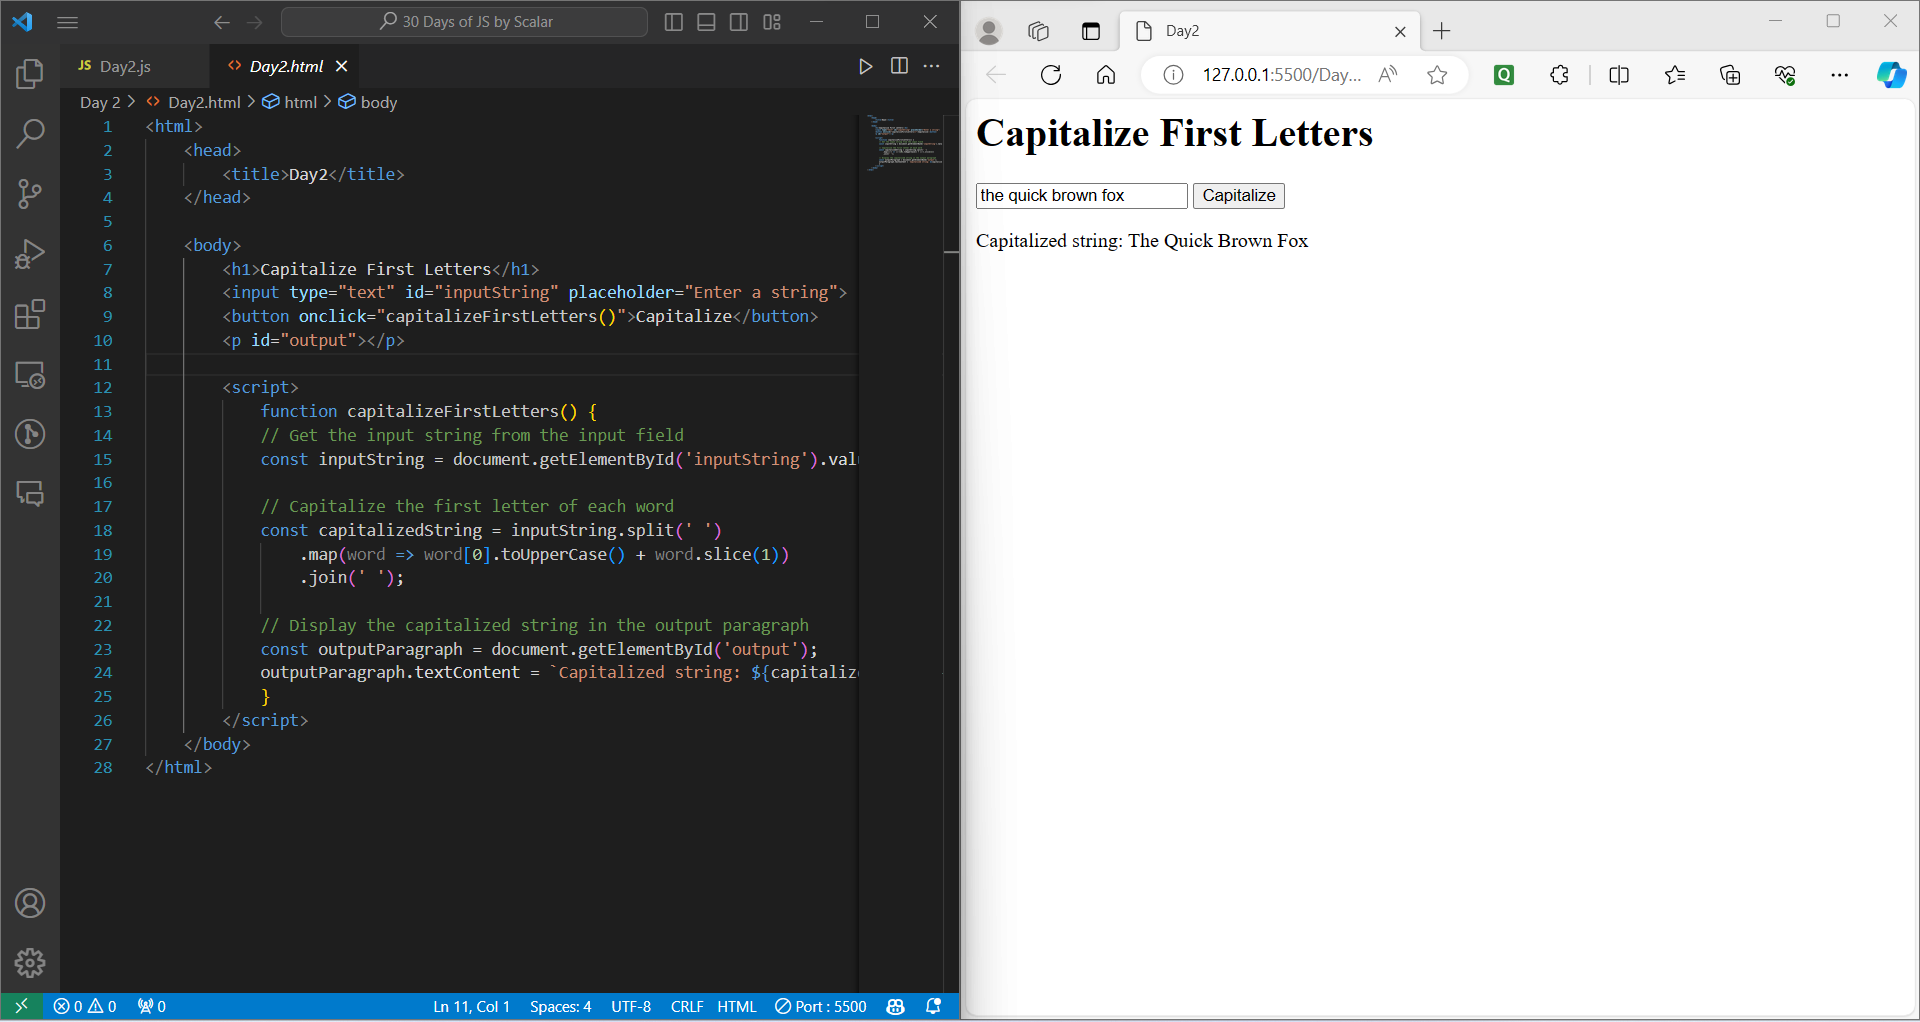 30 Days of JS by Scalar
JS Day2.js
<> Day2.html
Day 2 > <> Day2.html > html > body
1 <html>
2     <head>
3         <title>Day2</title>
4     </head>
5
6     <body>
7         <h1>Capitalize First Letters</h1>
8         <input type="text" id="inputString" placeholder="Enter a string">
9         <button onclick="capitalizeFirstLetters()">Capitalize</button>
10         <p id="output"></p>
11
12         <script>
13             function capitalizeFirstLetters() {
14             // Get the input string from the input field
15             const inputString = document.getElementById('inputString').val
16
17             // Capitalize the first letter of each word
18             const capitalizedString = inputString.split(' ')
19                 .map(word => word[0].toUpperCase() + word.slice(1))
20                 .join(' ');
21
22             // Display the capitalized string in the output paragraph
23             const outputParagraph = document.getElementById('output');
24             outputParagraph.textContent = `Capitalized string: ${capitaliz
25             }
26         </script>
27     </body>
28 </html>
0 0 0 Ln 11, Col 1 Spaces: 4 UTF-8 CRLF HTML Port : 5500
Day2
127.0.0.1:5500/Day...
Q
Capitalize First Letters
the quick brown fox Capitalize
Capitalized string: The Quick Brown Fox